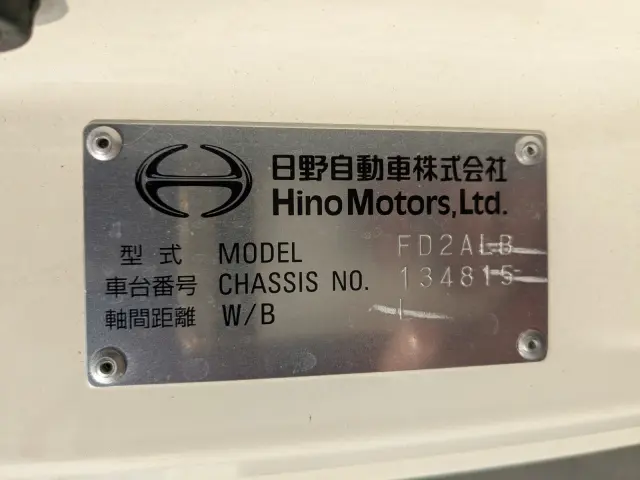 日野自動車株式会社
Hino Motors, Ltd.
型式 MODEL FD2ALB
車台番号 CHASSIS NO. 134815
軸間距離 W/B L